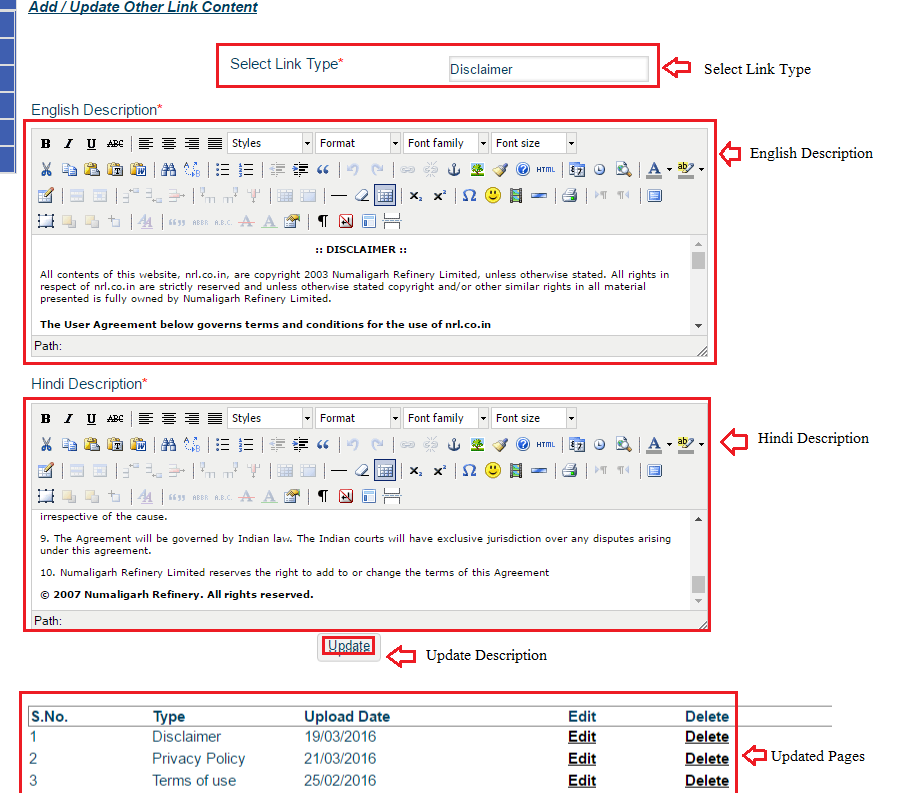 Add / Update Other Link Content
Select Link Type*
Disclaimer
Select Link Type
English Description*
B I U ABC Styles Format Font family Font size
English Description
HTML
:: DISCLAIMER ::
All contents of this website, nrl.co.in, are copyright 2003 Numaligarh Refinery Limited, unless otherwise stated. All rights in
respect of nrl.co.in are strictly reserved and unless otherwise stated copyright and/or other similar rights in all material
presented is fully owned by Numaligarh Refinery Limited.
The User Agreement below governs terms and conditions for the use of nrl.co.in
Path:
Hindi Description*
B I U ABC Styles Format Font family Font size
Hindi Description
HTML
irrespective of the cause.
9. The Agreement will be governed by Indian law. The Indian courts will have exclusive jurisdiction over any disputes arising
under this agreement.
10. Numaligarh Refinery Limited reserves the right to add to or change the terms of this Agreement
© 2007 Numaligarh Refinery. All rights reserved.
Path:
Update
Update Description
S.No. Type Upload Date Edit Delete
1 Disclaimer 19/03/2016 Edit Delete
2 Privacy Policy 21/03/2016 Edit Delete
Updated Pages
3 Terms of use 25/02/2016 Edit Delete